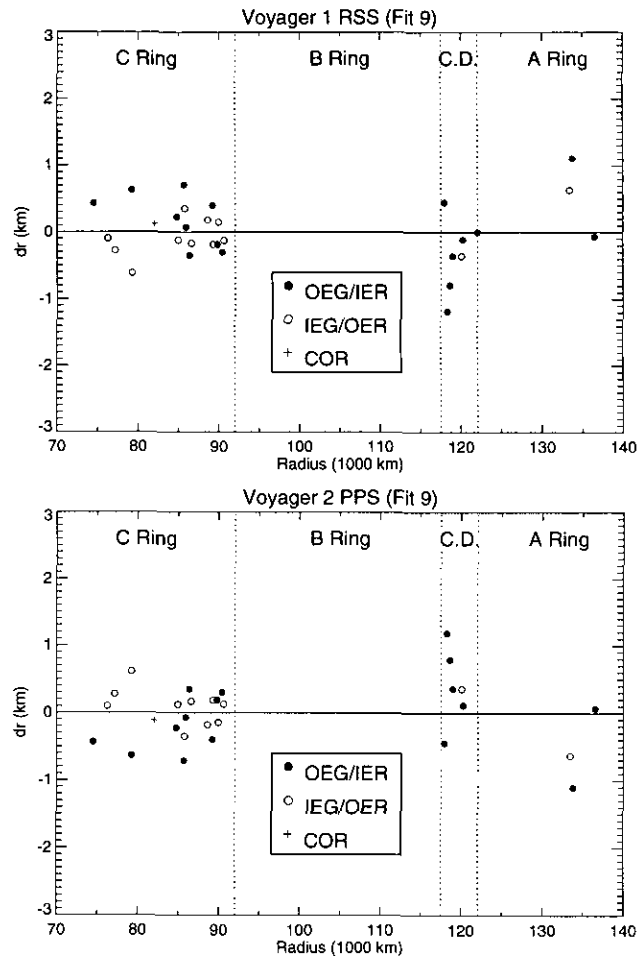 Voyager 1 RSS (Fit 9)
C Ring B Ring C.D. A Ring
3
2
1
0
-1
-2
-3
dr (km)
OEG/IER
IEG/OER
COR
70 80 90 100 110 120 130 140
Radius (1000 km)
Voyager 2 PPS (Fit 9)
C Ring B Ring C.D. A Ring
3
2
1
0
-1
-2
-3
dr (km)
OEG/IER
IEG/OER
COR
70 80 90 100 110 120 130 140
Radius (1000 km)